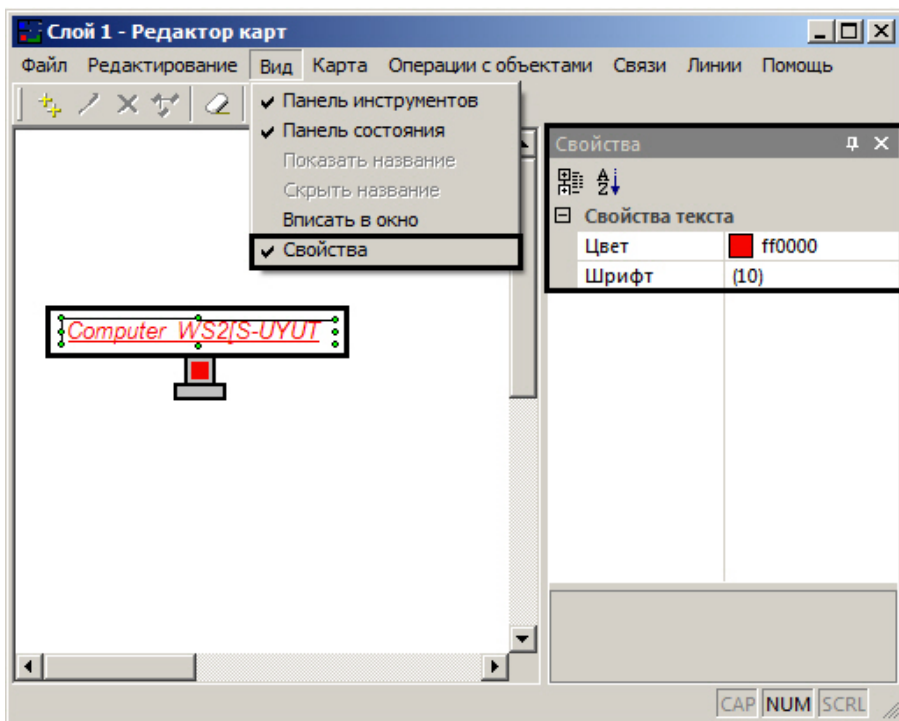 Слой 1 - Редактор карт
Файл Редактирование Вид Карта Операции с объектами Связи Линии Помощь
Панель инструментов
Панель состояния
Показать название
Скрыть название
Вписать в окно
Свойства
Свойства
Свойства текста
Цвет ff0000
Шрифт (10)
Computer WS2[S-UYUT
CAP NUM SCRL